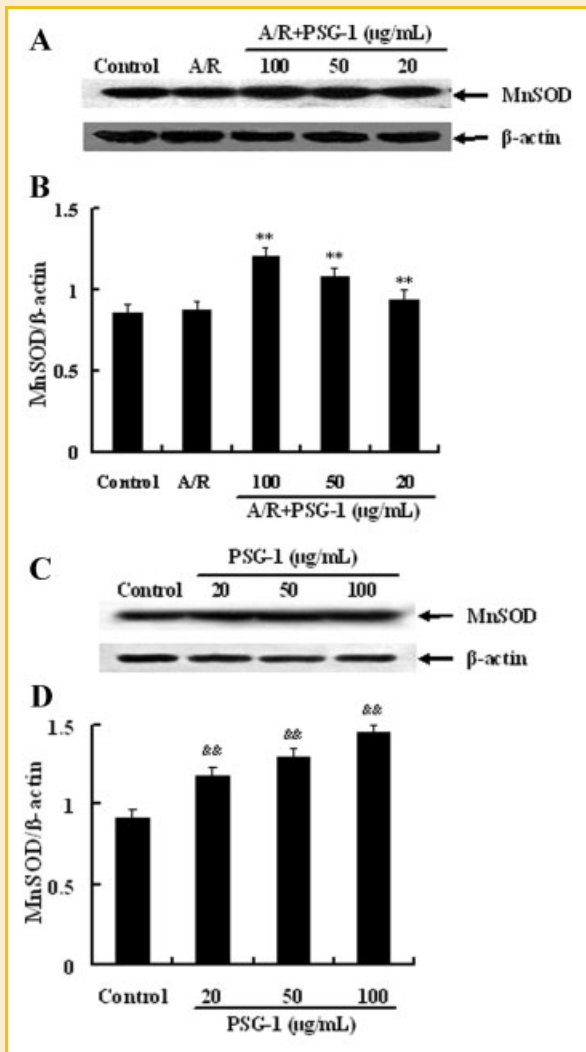 A
A/R+PSG-1 (μg/mL)
Control A/R 100 50 20
MnSOD
β-actin
B
MnSOD/ß-actin
1.5
1
0.5
0
** ** **
Control A/R 100 50 20
A/R+PSG-1 (μg/mL)
C
PSG-1 (μg/mL)
Control 20 50 100
MnSOD
β-actin
D
MnSOD/ß-actin
1.5
1
0.5
0
&& && &&
Control 20 50 100
PSG-1 (μg/mL)